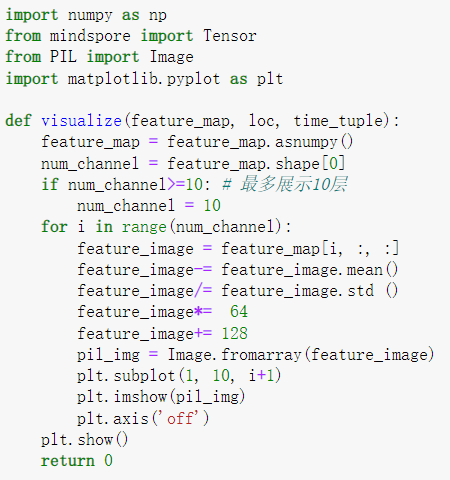 import numpy as np
from mindspore import Tensor
from PIL import Image
import matplotlib.pyplot as plt

def visualize(feature_map, loc, time_tuple):
    feature_map = feature_map.asnumpy()
    num_channel = feature_map.shape[0]
    if num_channel>=10: # 最多展示10层
        num_channel = 10
    for i in range(num_channel):
        feature_image = feature_map[i, :, :]
        feature_image-= feature_image.mean()
        feature_image/= feature_image.std ()
        feature_image*=  64
        feature_image+= 128
        pil_img = Image.fromarray(feature_image)
        plt.subplot(1, 10, i+1)
        plt.imshow(pil_img)
        plt.axis('off')
    plt.show()
    return 0